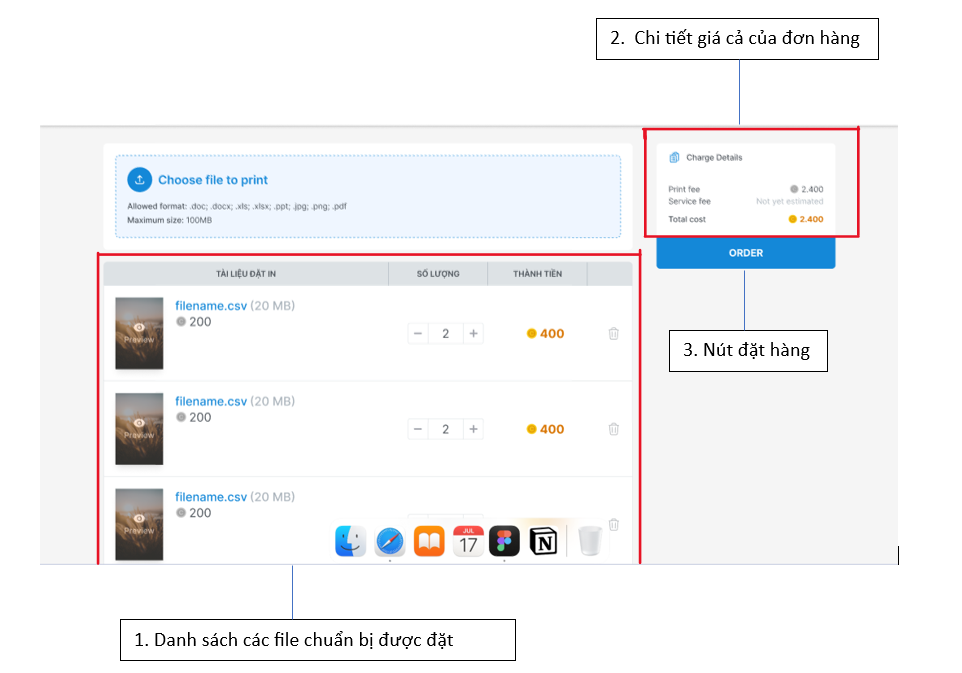 2. Chi tiết giá cả của đơn hàng
Choose file to print
Allowed format: .doc; .docx, .xls; .xlsx, .ppt; .jpg; .png; .pdf
Maximum size: 100MB
Charge Details
Print fee 2.400
Service fee Not yet estimated
Total cost 2.400
ORDER
3. Nút đặt hàng
TÀI LIỆU ĐẶT IN SỐ LƯỢNG THÀNH TIỀN
filename.csv (20 MB)
200
Preview
− 2 + 400
filename.csv (20 MB)
200
Preview
− 2 + 400
filename.csv (20 MB)
200
Preview
JUL
17
N
1. Danh sách các file chuẩn bị được đặt